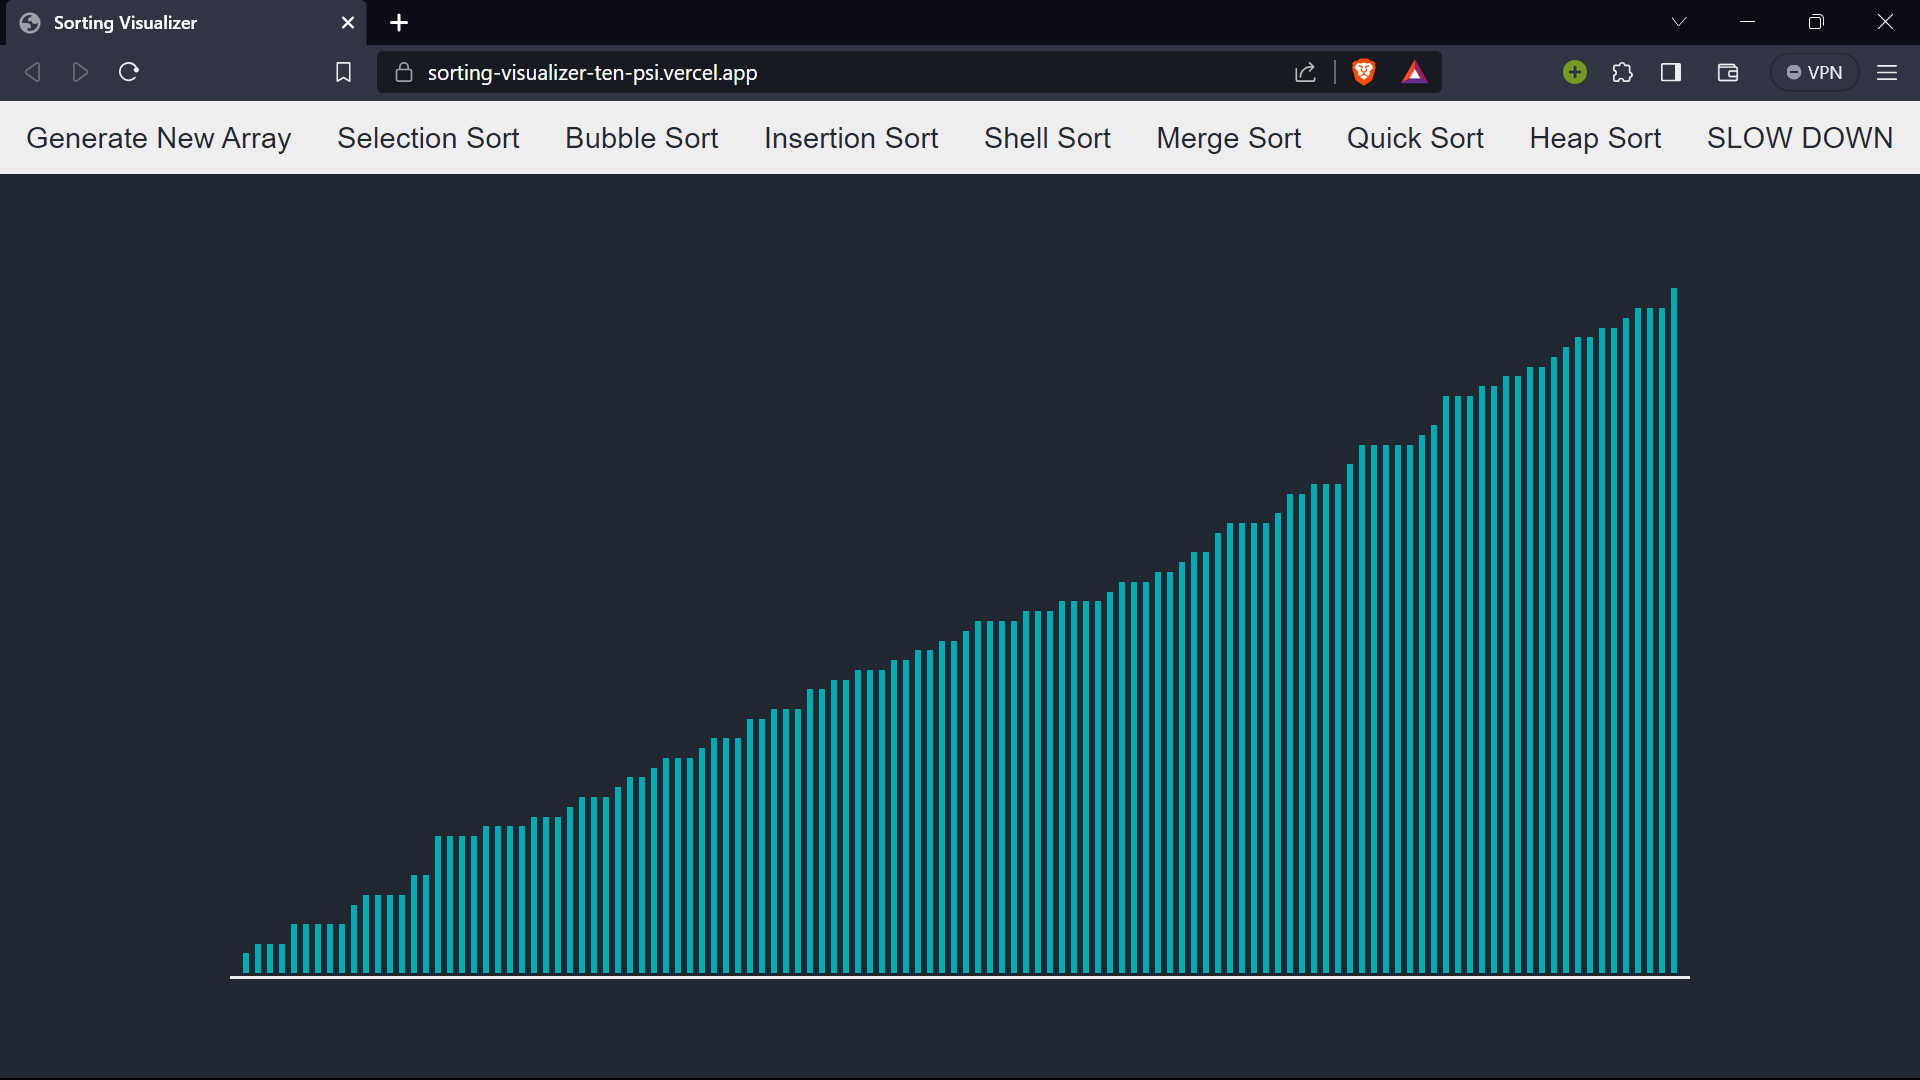 Sorting Visualizer
sorting-visualizer-ten-psi.vercel.app
VPN
Generate New Array Selection Sort Bubble Sort Insertion Sort Shell Sort Merge Sort Quick Sort Heap Sort SLOW DOWN